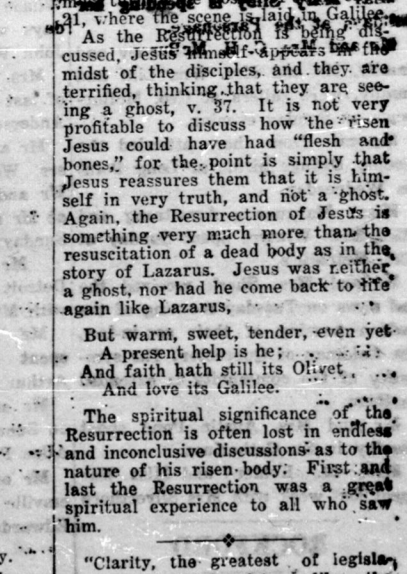 21, where the scene is laid in Galilee.
As the Resurrection is being dis-
cussed, Jesus himself appears in the
midst of the disciples, and they are
terrified, thinking that they are see-
ing a ghost, v. 37. It is not very
profitable to discuss how the risen
Jesus could have had "flesh and
bones," for the point is simply that
Jesus reassures them that it is him-
self in very truth, and not a ghost.
Again, the Resurrection of Jesus is
something very much more than the
resuscitation of a dead body as in the
story of Lazarus. Jesus was neither
a ghost, nor had he come back to life
again like Lazarus,
But warm, sweet, tender, even yet
A present help is he;
And faith hath still its Olivet
And love its Galilee.
The spiritual significance of the
Resurrection is often lost in endless
and inconclusive discussions as to the
nature of his risen body. First and
last the Resurrection was a great
spiritual experience to all who saw
him.
"Clarity, the greatest of legisla-